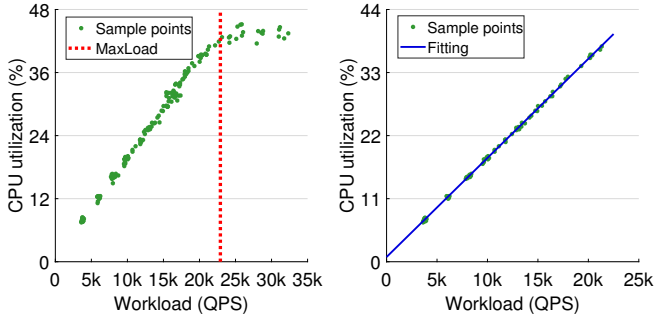 48
36
24
12
0
CPU utilization (%)
Sample points
MaxLoad
0 5k 10k 15k 20k 25k 30k 35k
Workload (QPS)
44
33
22
11
0
CPU utilization (%)
Sample points
Fitting
0 5k 10k 15k 20k 25k
Workload (QPS)